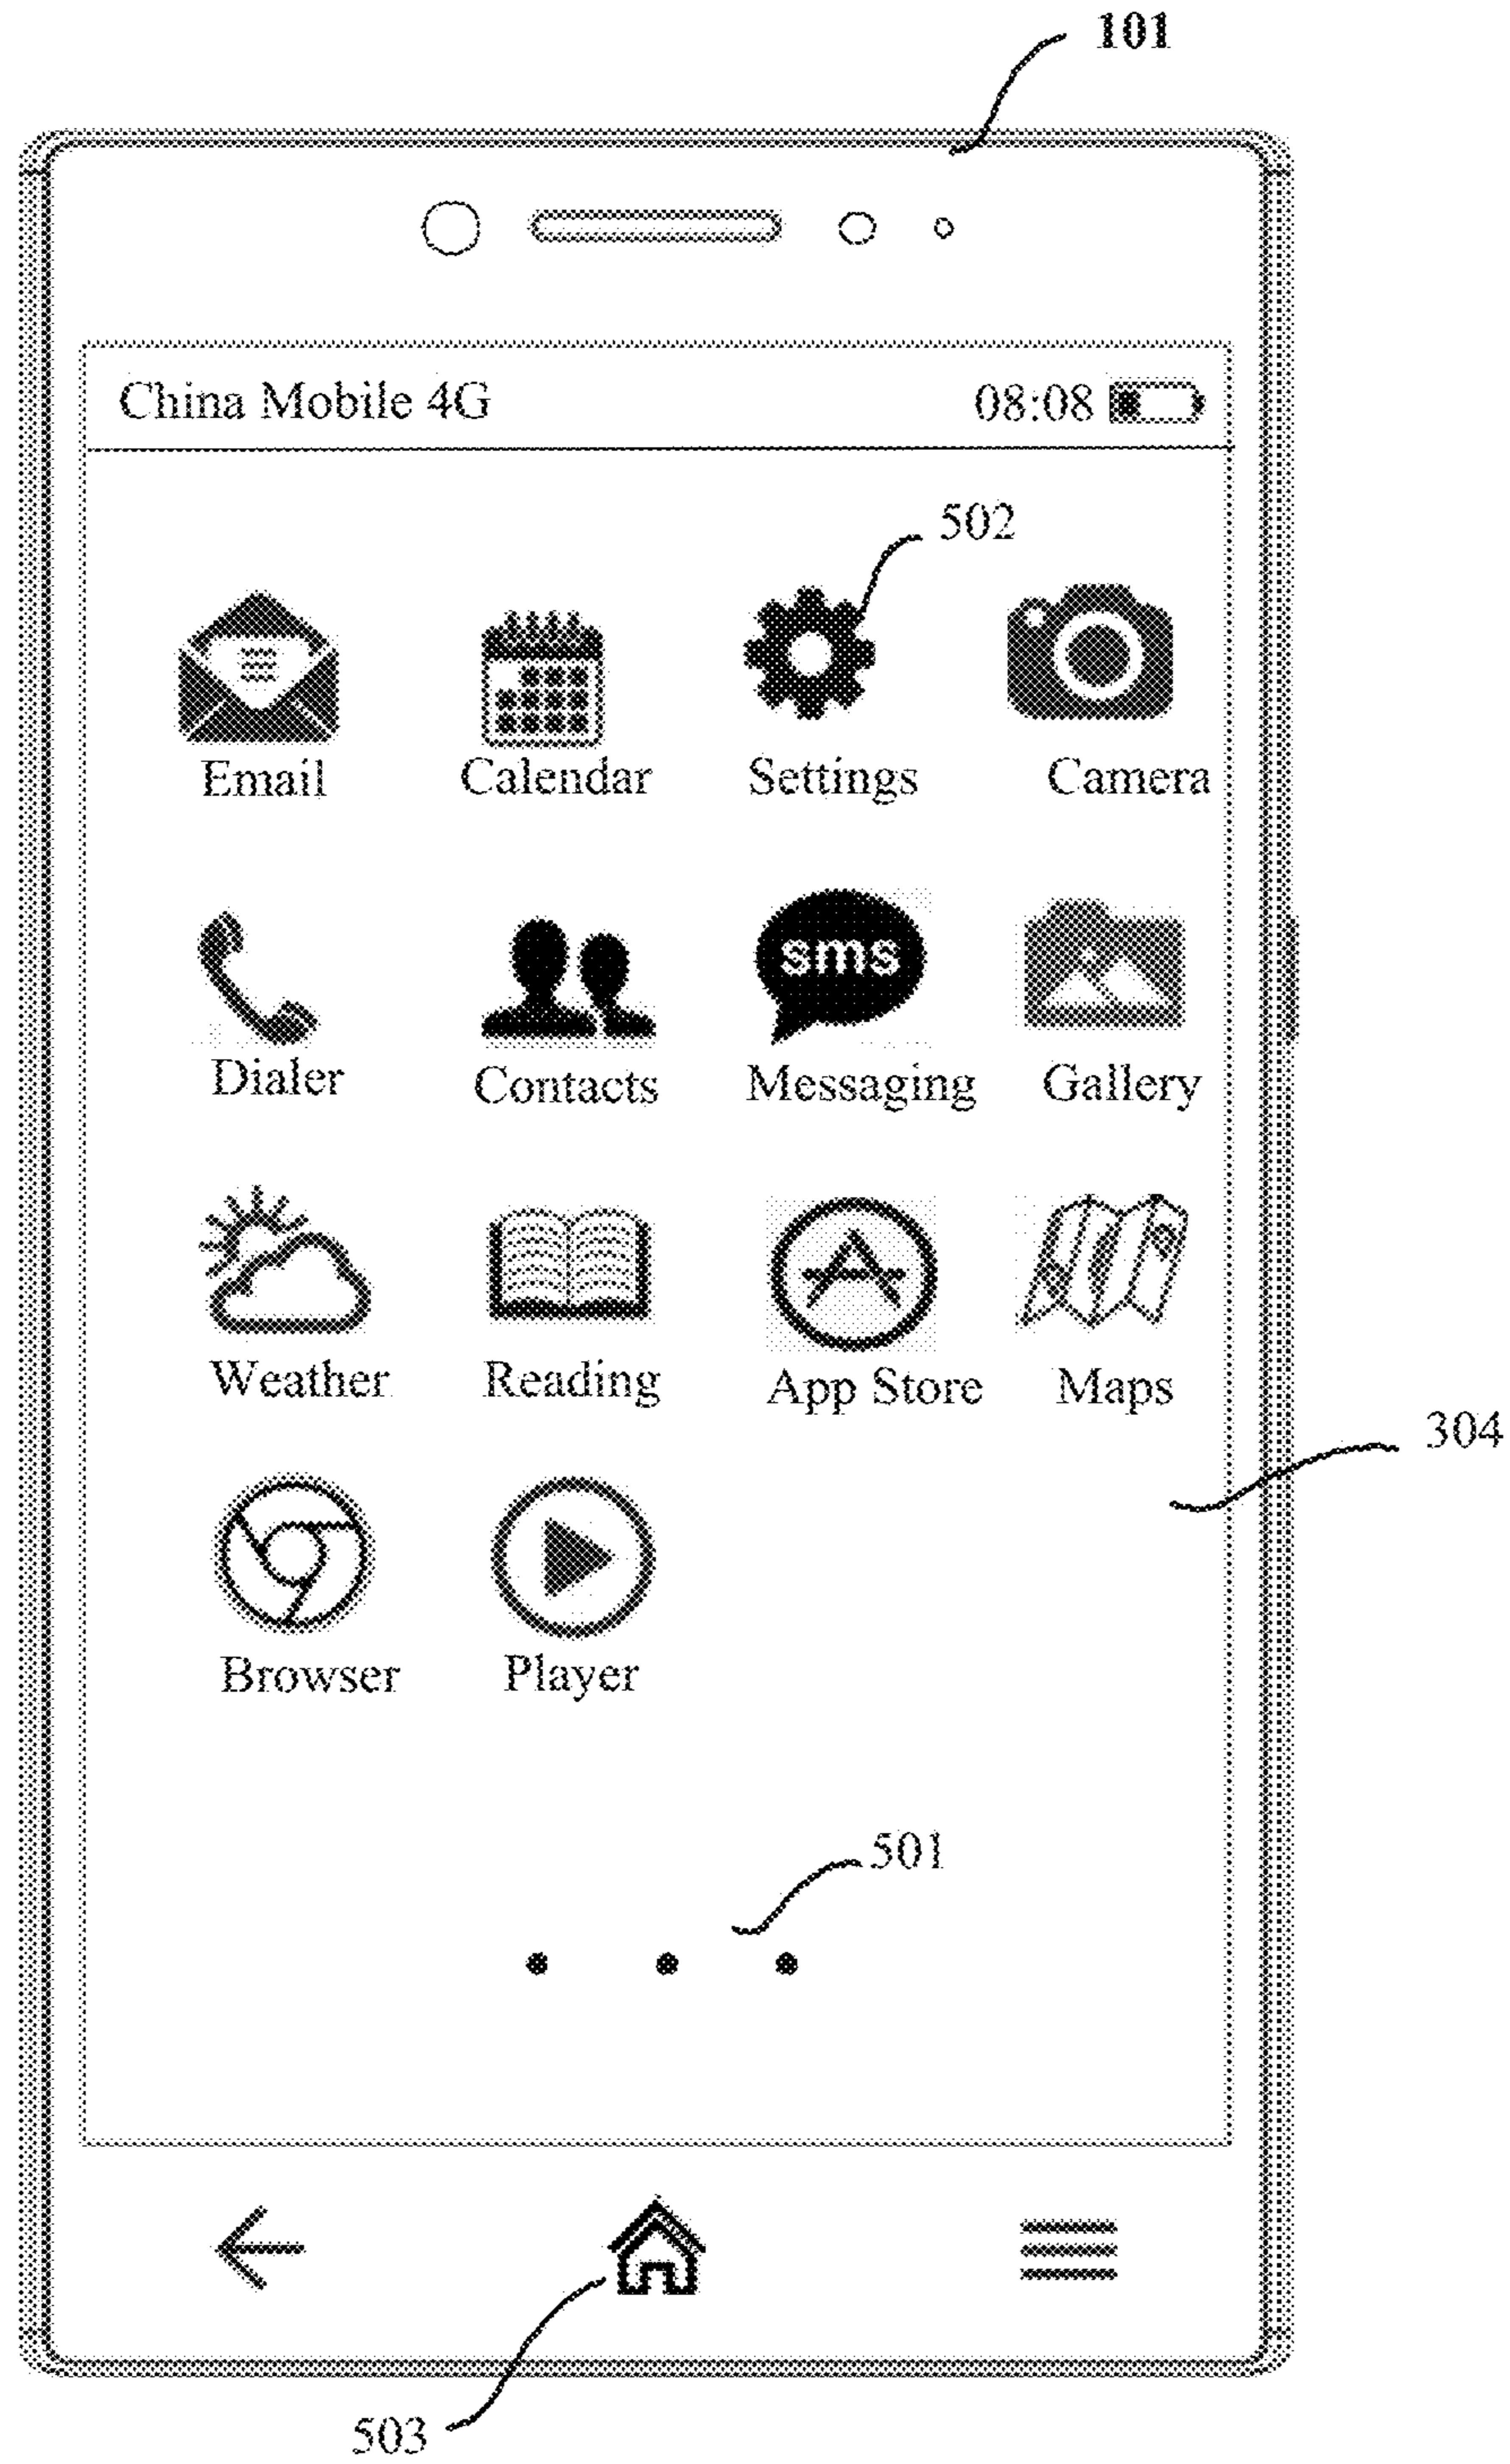 101
China Mobile 4G 08:08
502
Email Calendar Settings Camera
sms
Dialer Contacts Messaging Gallery
Weather Reading App Store Maps
304
Browser Player
501
503